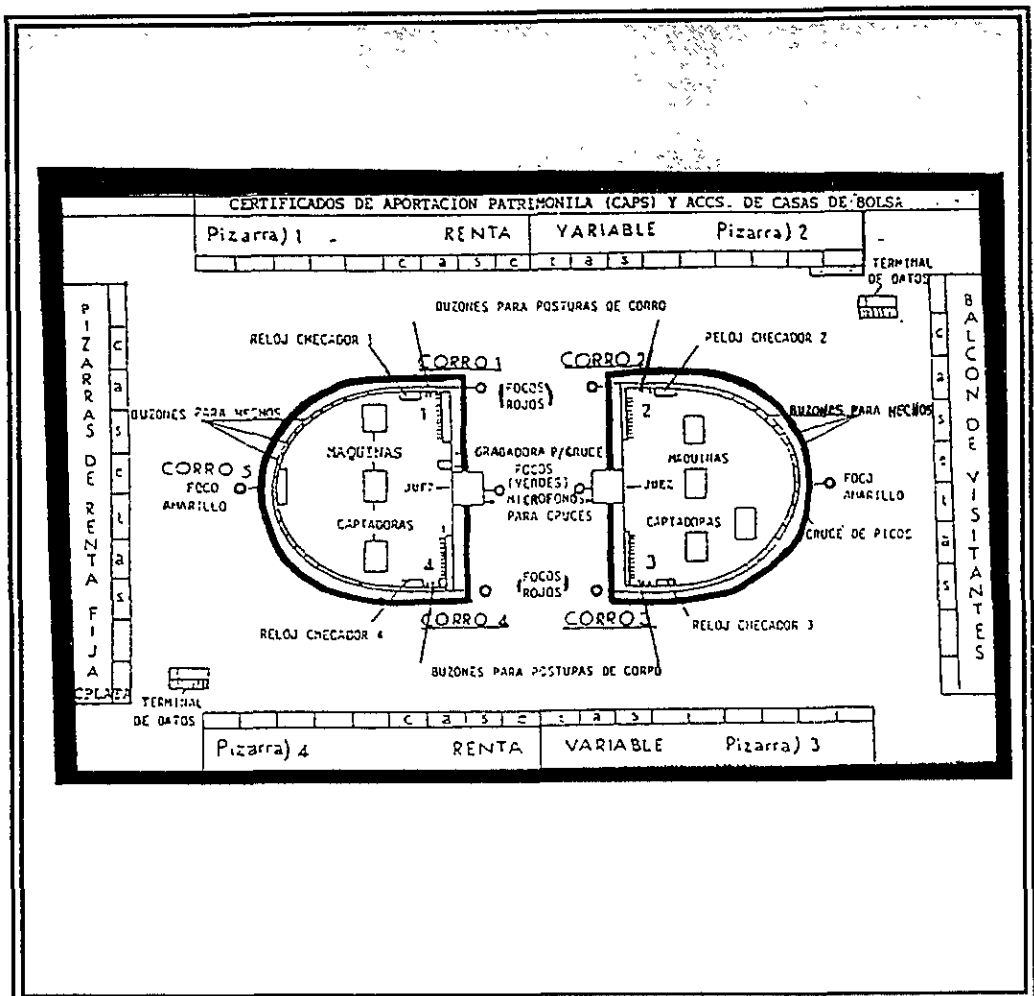 CERTIFICADOS DE APORTACION PATRIMONILA (CAPS) Y ACCS. DE CASAS DE BOLSA
Pizarra) 1 - RENTA VARIABLE Pizarra) 2
c a s e t a s
TERMINAL
DE DATOS
BUZONES PARA POSTURAS DE CORRO
RELOJ CHECADOR 1
RELOJ CHECADOR 2
CORRO 1
CORRO 2
(FOCOS
ROJOS)
1
2
BUZONES PARA HECHOS
BUZONES PARA HECHOS
MAQUINAS
MAQUINAS
GRABADORA P/CRUCE
CORRO 5
FOCO
AMARILLO
JUEZ
FOCOS
(VERDES)
MICROFONOS
PARA CRUCES
JUEZ
FOCO
AMARILLO
CAPTADORAS
CAPTADORAS
CRUCE DE PICOS
4
3
(FOCOS
ROJOS)
RELOJ CHECADOR 4
CORRO 4
CORRO 3
RELOJ CHECADOR 3
BUZONES PARA POSTURAS DE CORRO
PIZARRAS DE RENTA FIJA
c a s e t a s
BALCON DE VISITANTES
c a s e t a s
C PLATA
TERMINAL
DE DATOS
c a s e t a s
Pizarra) 4 RENTA VARIABLE Pizarra) 3